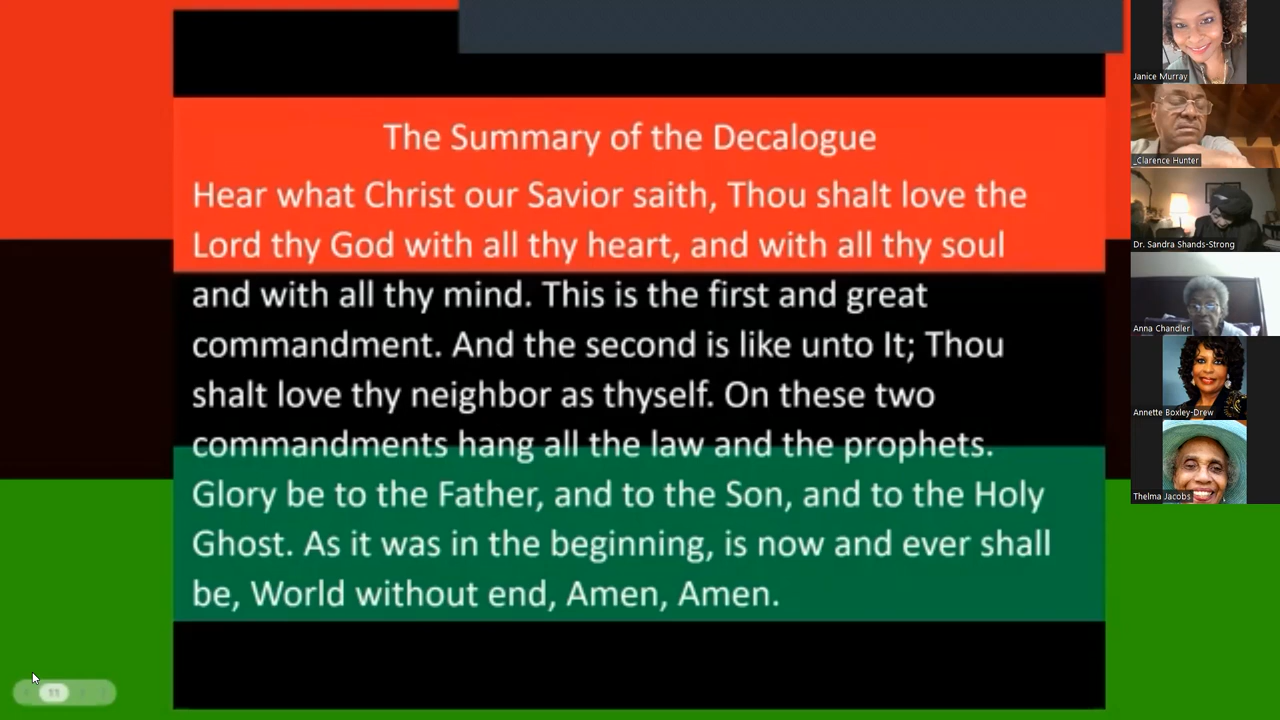 The Summary of the Decalogue
Hear what Christ our Savior saith, Thou shalt love the
Lord thy God with all thy heart, and with all thy soul
and with all thy mind. This is the first and great
commandment. And the second is like unto It; Thou
shalt love thy neighbor as thyself. On these two
commandments hang all the law and the prophets.
Glory be to the Father, and to the Son, and to the Holy
Ghost. As it was in the beginning, is now and ever shall
be, World without end, Amen, Amen.
11
Janice Murray
_Clarence Hunter
Dr. Sandra Shands-Strong
Anna Chandler
Annette Boxley-Drew
Thelma Jacobs